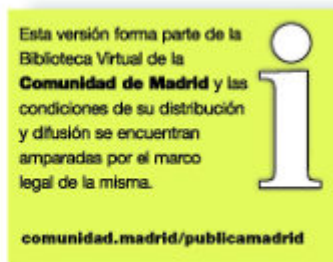 Esta versión forma parte de la
Biblioteca Virtual de la
Comunidad de Madrid y las
condiciones de su distribución
y difusión se encuentran
amparadas por el marco
legal de la misma.
comunidad.madrid/publicamadrid